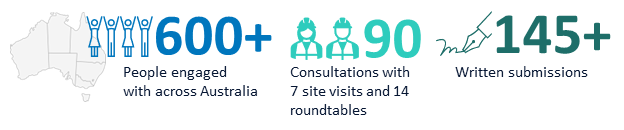 600+
People engaged
with across Australia
90
Consultations with
7 site visits and 14
roundtables
145+
Written submissions